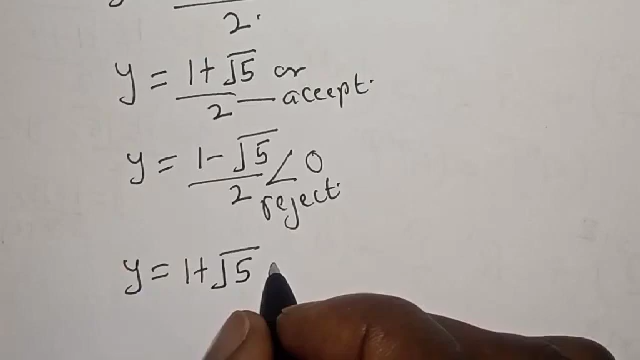 2.
y = 1+√5 or
2 — accept.
y = 1-√5 < 0
2 reject.
y = 1+√5